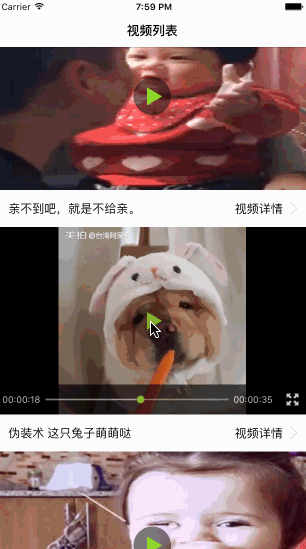 Carrier 7:59 PM
视频列表
亲不到吧，就是不给亲。 视频详情
美拍 @台湾阿宋
00:00:18 00:00:35
伪装术 这只兔子萌萌哒 视频详情